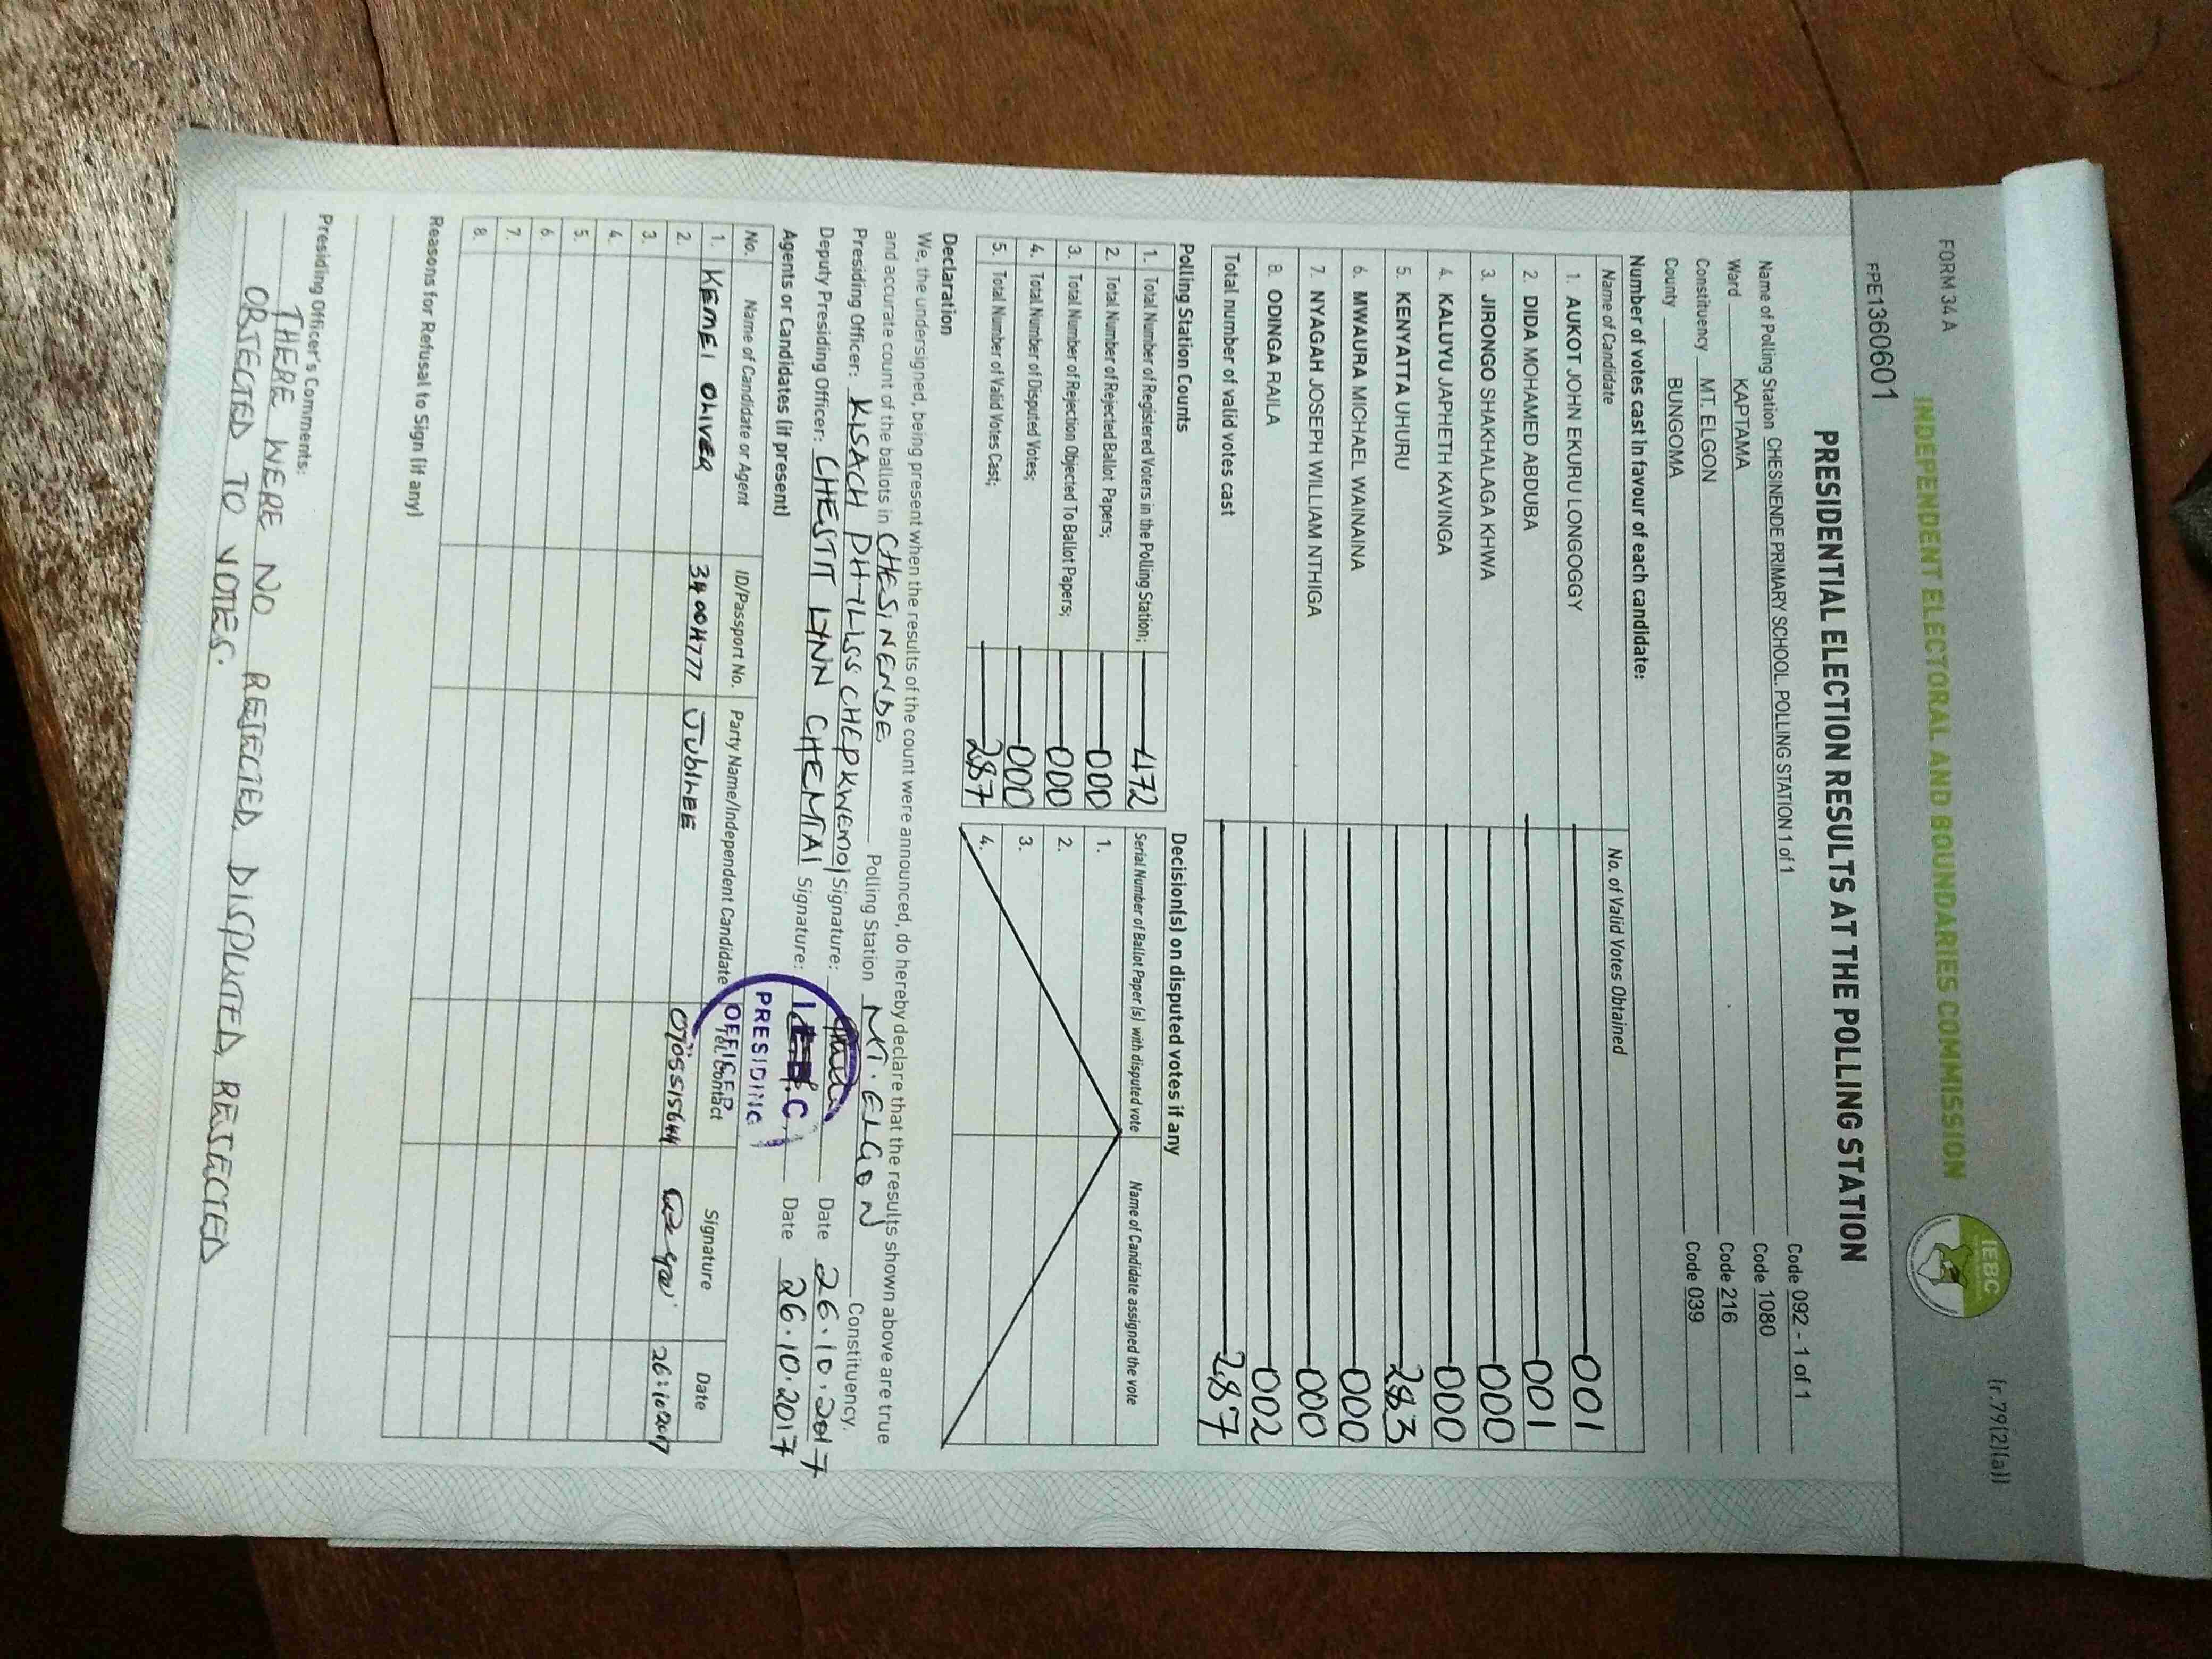 FORM 34 A
(r.79(2)(a))
INDEPENDENT ELECTORAL AND BOUNDARIES COMMISSION
IEBC
PRESIDENTIAL ELECTION RESULTS AT THE POLLING STATION
Name of Polling Station CHESINENDE PRIMARY SCHOOL. POLLING STATION 1 of 1 Code 092 - 1 of 1
Ward KAPTAMA Code 1080
Constituency MT. ELGON Code 216
County BUNGOMA Code 039
Number of votes cast in favour of each candidate:
Name of Candidate No. of Valid Votes Obtained
1. AUKOT JOHN EKURU LONGOGGY 001
2. DIDA MOHAMED ABDUBA 001
3. JIRONGO SHAKHALAGA KHWA 000
4. KALUYU JAPHETH KAVINGA 000
5. KENYATTA UHURU 283
6. MWAURA MICHAEL WAINAINA 000
7. NYAGAH JOSEPH WILLIAM NTHIGA 000
8. ODINGA RAILA 002
Total number of valid votes cast 287
Polling Station Counts
1. Total Number of Registered Voters in the Polling Station; 472
2. Total Number of Rejected Ballot Papers; 000
3. Total Number of Rejection Objected To Ballot Papers; 000
4. Total Number of Disputed Votes; 000
5. Total Number of Valid Votes Cast; 287
Decision(s) on disputed votes if any
Serial Number of Ballot Paper(s) with disputed vote Name of Candidate assigned the vote
1.
2.
3.
4.
Declaration
We, the undersigned, being present when the results of the count were announced, do hereby declare that the results shown above are true
and accurate count of the ballots in CHESINENDE Polling Station MT. ELGON Constituency.
Presiding Officer: KISACH PHILLIS CHEPKWEMOI Signature: Date 26.10.2017
Deputy Presiding Officer: CHESTIT LYNN CHEMTAI Signature: Date 26.10.2017
PRESIDING
OFFICER
Agents or Candidates (if present)
No. Name of Candidate or Agent ID/Passport No. Party Name/Independent Candidate Tel. Contact Signature Date
1. KEMEI OLIVER 34004777 JUBILEE 0705515644 26:10:2017
2.
3.
4.
5.
6.
7.
8.
Reasons for Refusal to Sign (if any)
Presiding Officer's Comments:
THERE WERE NO REJECTED, DISPUTED, REJECTED
OBJECTED TO VOTES.